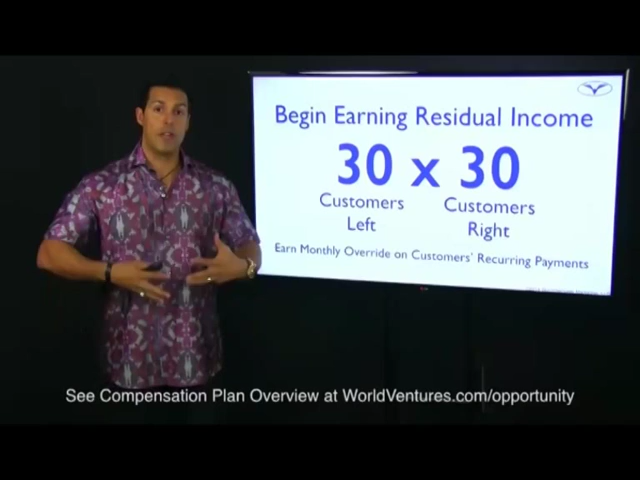 Begin Earning Residual Income
30 x 30
Customers Customers
Left Right
Earn Monthly Override on Customers' Recurring Payments
See Compensation Plan Overview at WorldVentures.com/opportunity